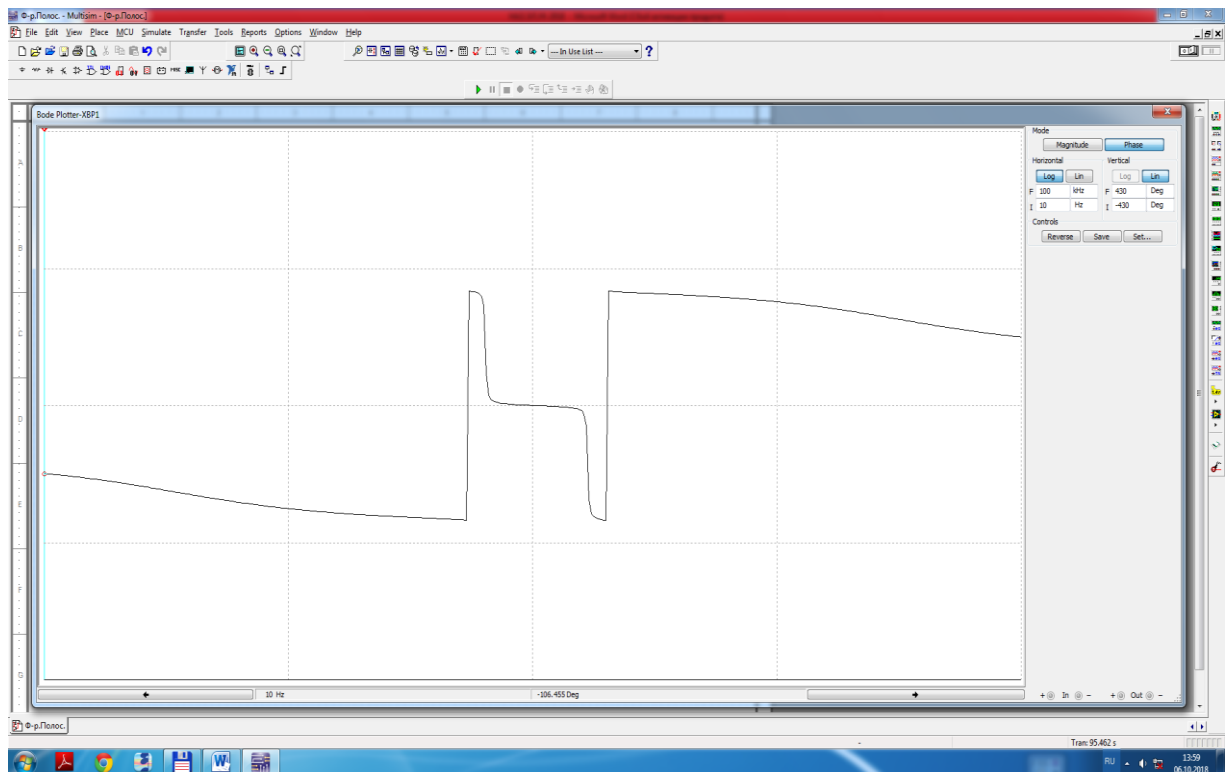 Ф-р.Полос. - Multisim - [Ф-р.Полос.]
File Edit View Place MCU Simulate Transfer Tools Reports Options Window Help
--- In Use List ---
Bode Plotter-XBP1
Mode
Magnitude Phase
Horizontal Vertical
Log Lin Log Lin
F 100 kHz F 430 Deg
I 10 Hz I -430 Deg
Controls
Reverse Save Set...
A
B
C
D
E
F
G
10 Hz -106.455 Deg
+ In - + Out -
Ф-р.Полос.
Tran: 95.462 s
RU 13:59
06.10.2018